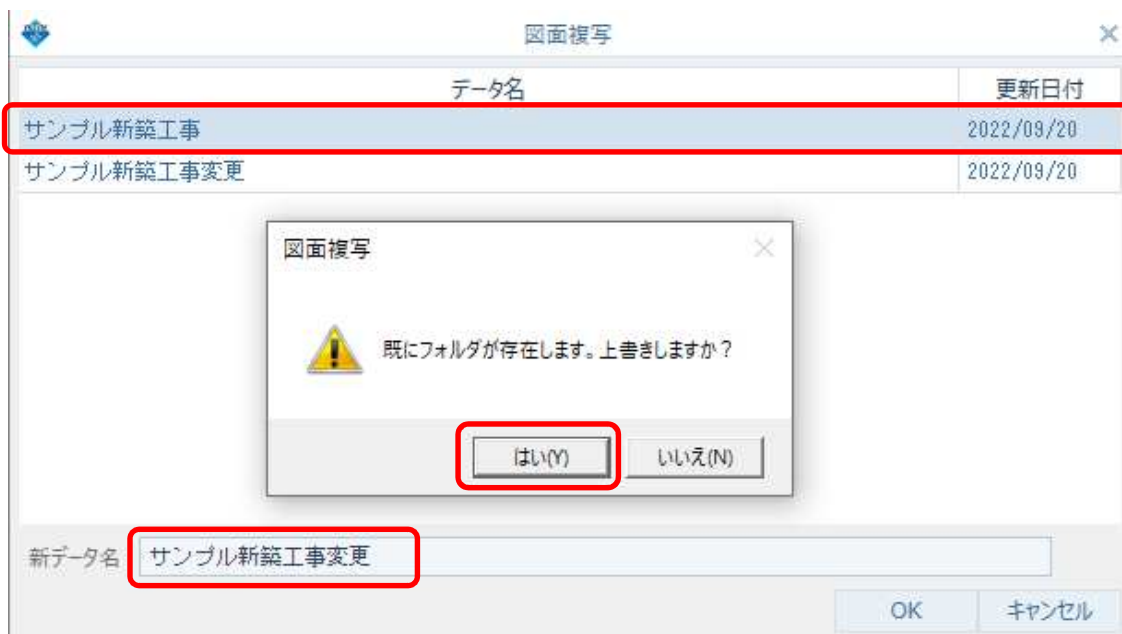 図面複写
データ名 更新日付
サンプル新築工事 2022/09/20
サンプル新築工事変更 2022/09/20
図面複写
既にフォルダが存在します。上書きしますか？
はい(Y) いいえ(N)
新データ名 サンプル新築工事変更
OK キャンセル